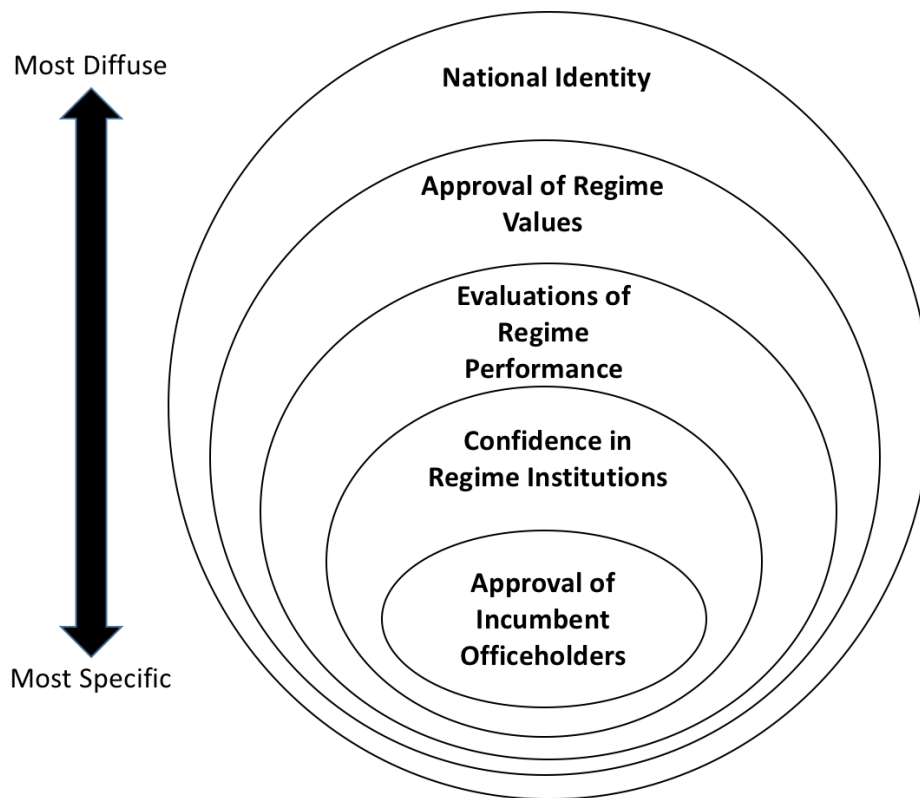 Most Diffuse
National Identity
Approval of Regime
Values
Evaluations of
Regime
Performance
Confidence in
Regime Institutions
Approval of
Incumbent
Officeholders
Most Specific